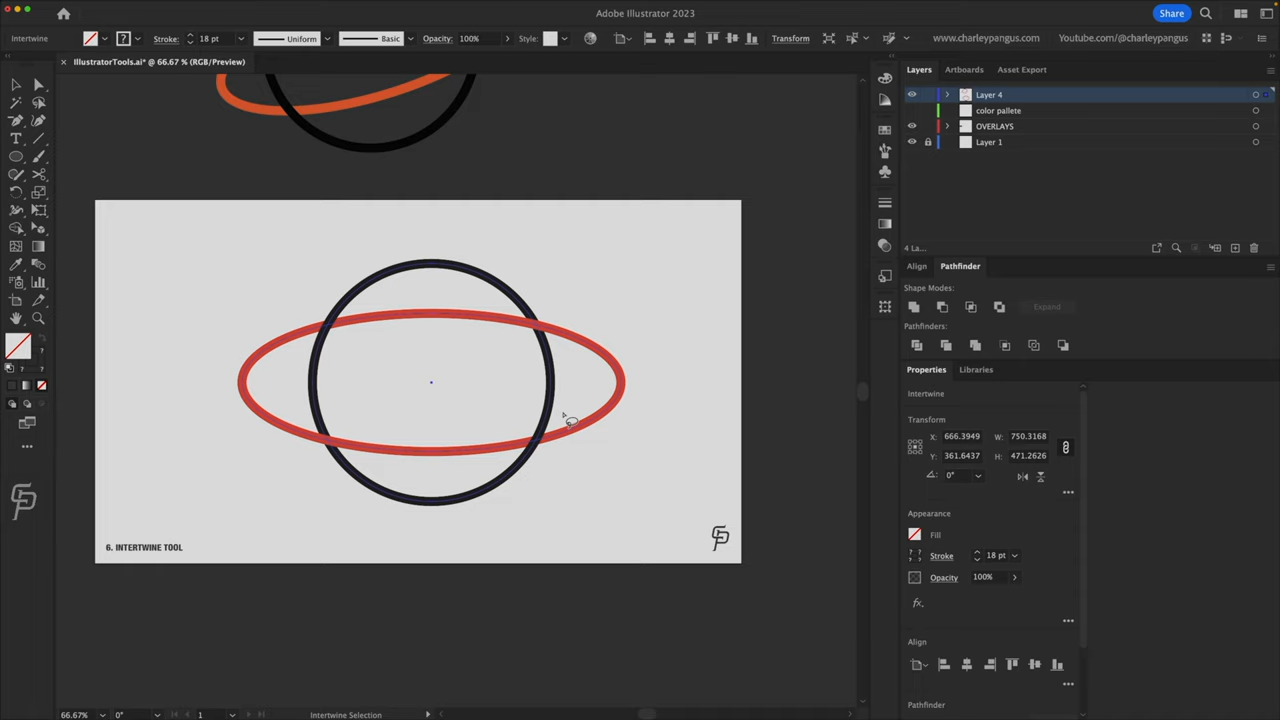 Adobe Illustrator 2023
Share
Intertwine
Stroke:
18 pt
Uniform
Basic
Opacity:
100%
Style:
Transform
www.charleypangus.com
Youtube.com/@charleypangus
IllustratorTools.ai* @ 66.67 % (RGB/Preview)
Layers
Artboards
Asset Export
Layer 4
color pallete
OVERLAYS
Layer 1
4 La...
Align
Pathfinder
Shape Modes:
Expand
Pathfinders:
Properties
Libraries
Intertwine
Transform
X:
666.3949
W:
750.3168
Y:
361.6437
H:
471.2626
0°
Appearance
Fill
Stroke
18 pt
Opacity
100%
fx.
Align
Pathfinder
6. INTERTWINE TOOL
66.67%
0°
1
Intertwine Selection